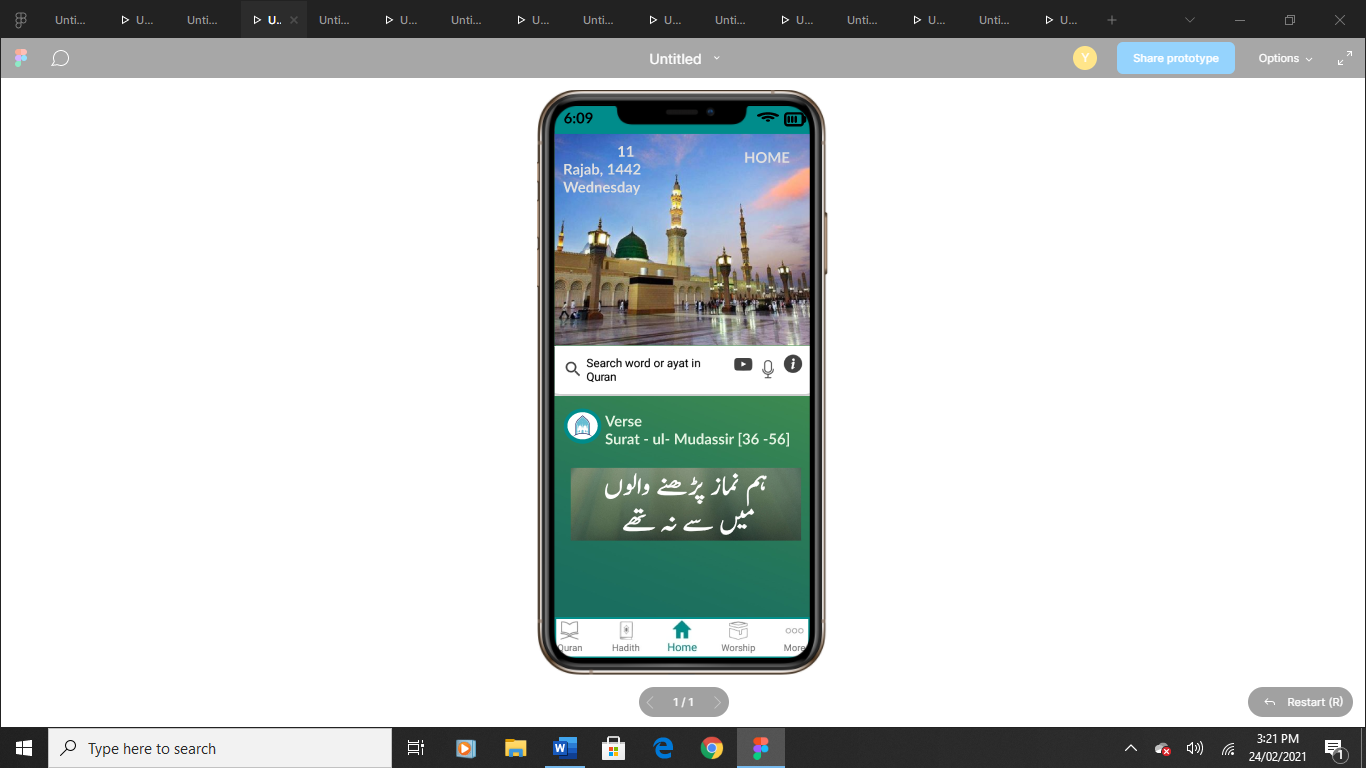 Unti...
U...
Unti...
U..
Unti...
U...
Unti...
U...
Unti...
U...
Unti...
U...
Unti...
U...
Unti...
U...
Untitled
Y
Share prototype
Options
6:09
11
Rajab, 1442
Wednesday
HOME
Search word or ayat in
Quran
Verse
Surat - ul- Mudassir [36 -56]
ہم نماز پڑھنے والوں
میں سے نہ تھے
Quran
Hadith
Home
Worship
More
1 / 1
Restart (R)
Type here to search
3:21 PM
24/02/2021
1